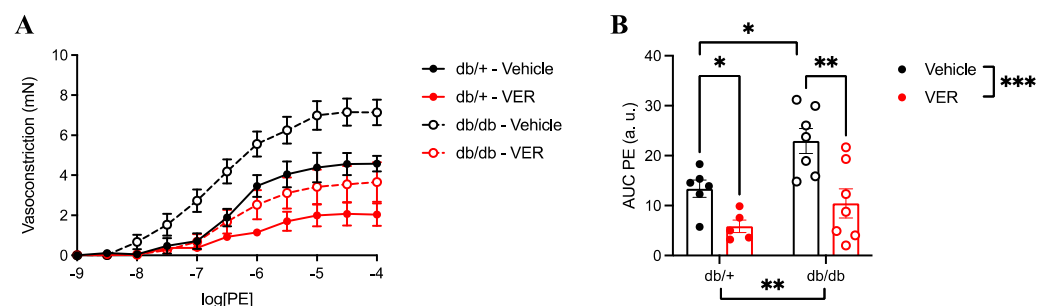 A
Vasoconstriction (mN)
10
8
6
4
2
0
-9
-8
-7
-6
-5
-4
log[PE]
db/+ - Vehicle
db/+ - VER
db/db - Vehicle
db/db - VER
B
AUC PE (a. u.)
40
30
20
10
0
*
*
**
db/+
db/db
**
Vehicle
VER
***